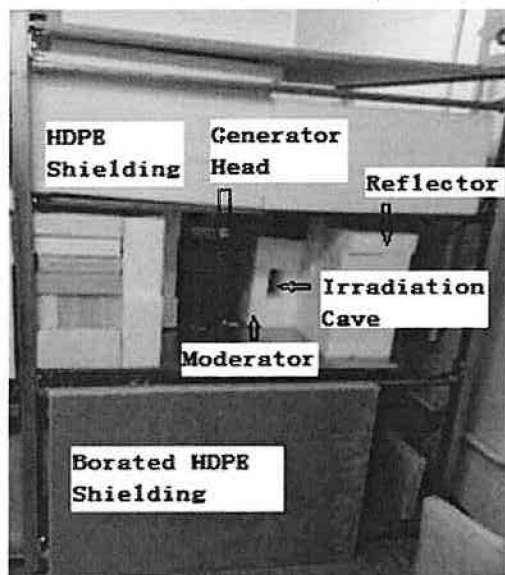 HDPE
Shielding
Generator
Head
Reflector
Irradiation
Cave
Moderator
Borated HDPE
Shielding